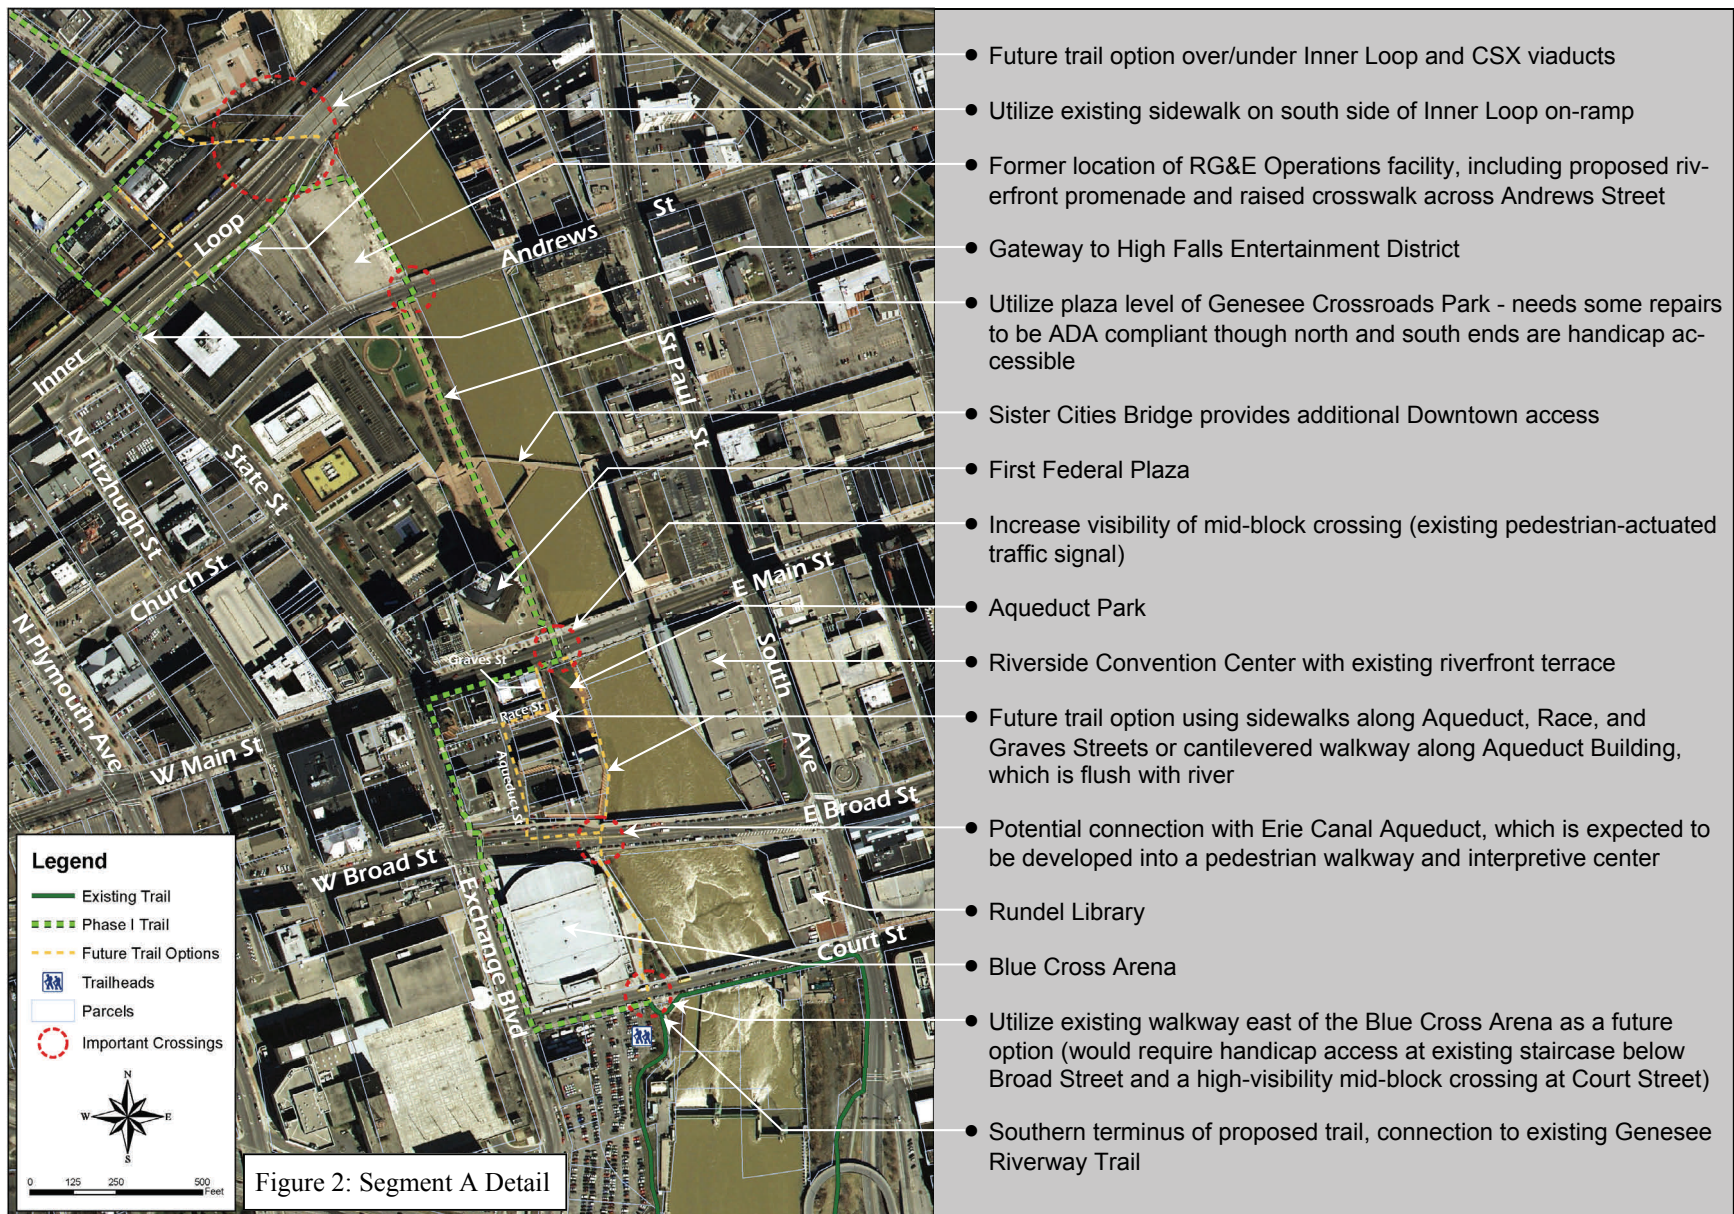 Future trail option over/under Inner Loop and CSX viaducts
Utilize existing sidewalk on south side of Inner Loop on-ramp
Former location of RG&E Operations facility, including proposed riv-
erfront promenade and raised crosswalk across Andrews Street
Gateway to High Falls Entertainment District
Utilize plaza level of Genesee Crossroads Park - needs some repairs
to be ADA compliant though north and south ends are handicap ac-
cessible
Sister Cities Bridge provides additional Downtown access
First Federal Plaza
Increase visibility of mid-block crossing (existing pedestrian-actuated
traffic signal)
Aqueduct Park
Riverside Convention Center with existing riverfront terrace
Future trail option using sidewalks along Aqueduct, Race, and
Graves Streets or cantilevered walkway along Aqueduct Building,
which is flush with river
Potential connection with Erie Canal Aqueduct, which is expected to
be developed into a pedestrian walkway and interpretive center
Rundel Library
Blue Cross Arena
Utilize existing walkway east of the Blue Cross Arena as a future
option (would require handicap access at existing staircase below
Broad Street and a high-visibility mid-block crossing at Court Street)
Southern terminus of proposed trail, connection to existing Genesee
Riverway Trail
Inner Loop
Andrews St
St Paul St
N Fitzhugh St
State St
Church St
N Plymouth Ave
E Main St
Graves St
Race St
Aqueduct St
South Ave
W Main St
E Broad St
W Broad St
Exchange Blvd
Court St
Legend
Existing Trail
Phase I Trail
Future Trail Options
Trailheads
Parcels
Important Crossings
N
W E
S
0 125 250 500
Feet
Figure 2: Segment A Detail